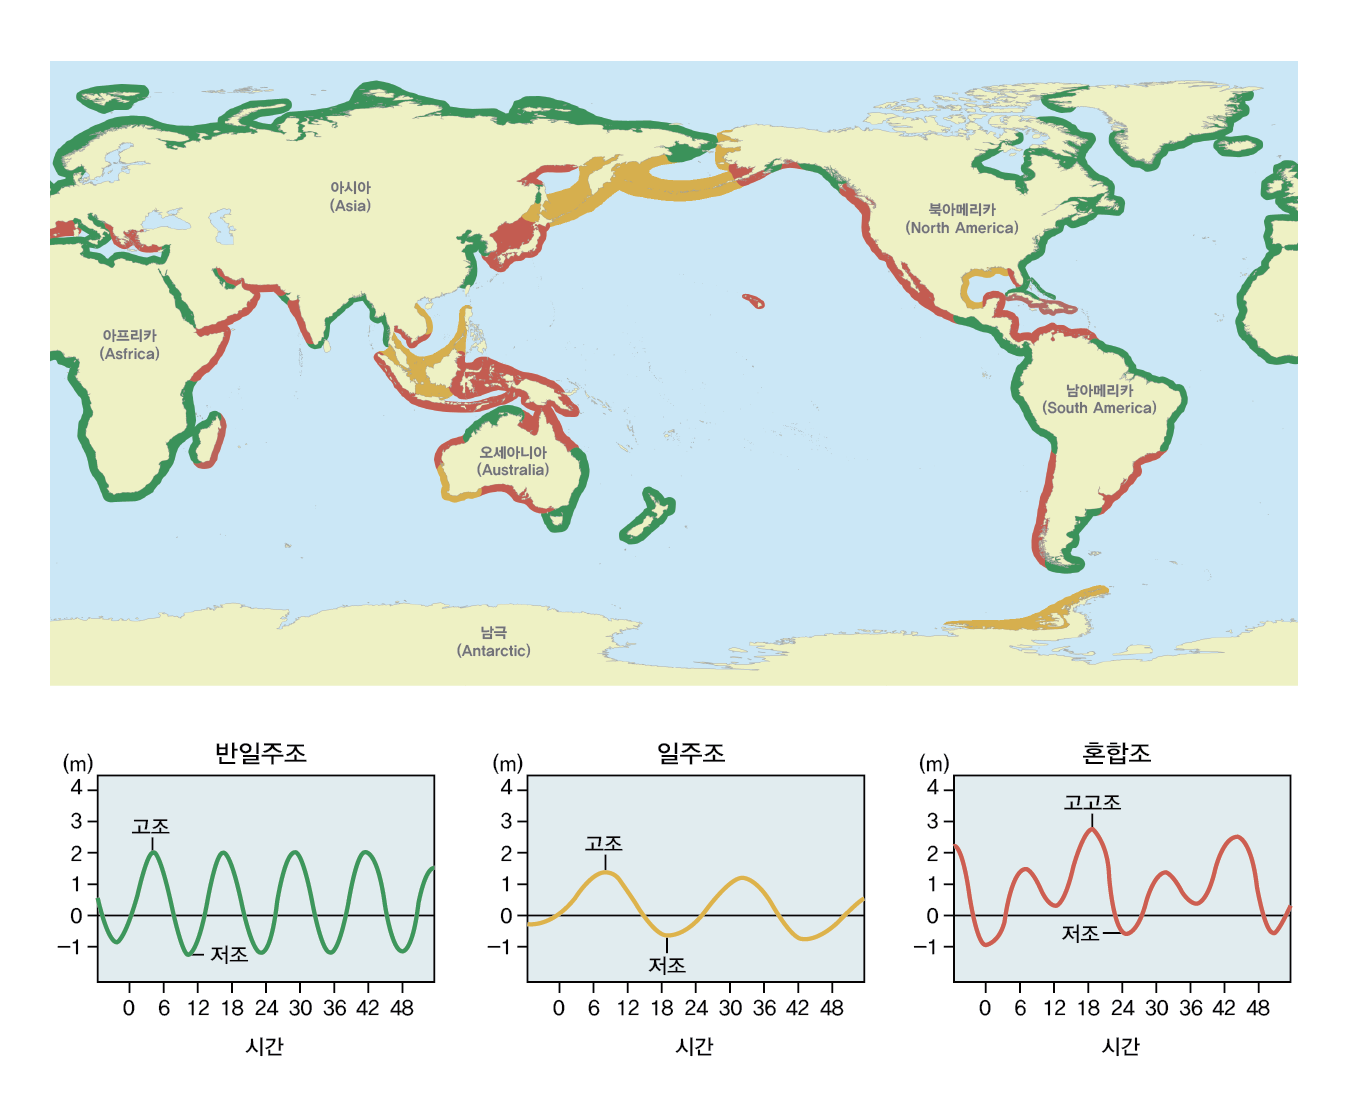 아시아
(Asia)
북아메리카
(North America)
아프리카
(Asfrica)
남아메리카
(South America)
오세아니아
(Australia)
남극
(Antarctic)
반일주조
(m)
4
3
2
1
0
−1
고조
저조
0 6 12 18 24 30 36 42 48
시간
일주조
(m)
4
3
2
1
0
−1
고조
저조
0 6 12 18 24 30 36 42 48
시간
혼합조
(m)
4
3
2
1
0
−1
고고조
저조
0 6 12 18 24 30 36 42 48
시간